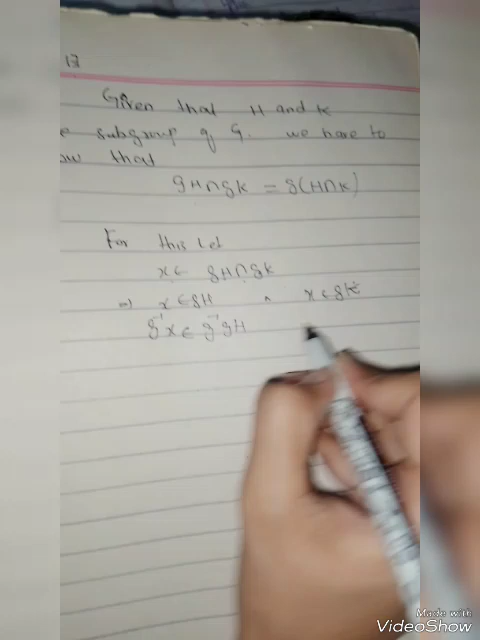 17
Given that H and K
e subgroup of G. we have to
ow that
gH∩gK = g(H∩K)
For this let
x ∈ gH∩gK
⇒ x ∈ gH ∧ x ∈ gK
g⁻¹x ∈ g⁻¹gH
Made with
VideoShow